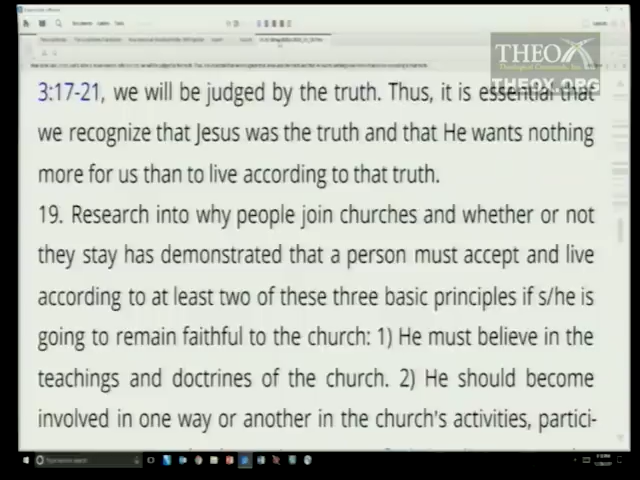 THEOX
THEOX.ORG
3:17-21, we will be judged by the truth. Thus, it is essential that
we recognize that Jesus was the truth and that He wants nothing
more for us than to live according to that truth.
19. Research into why people join churches and whether or not
they stay has demonstrated that a person must accept and live
according to at least two of these three basic principles if s/he is
going to remain faithful to the church: 1) He must believe in the
teachings and doctrines of the church. 2) He should become
involved in one way or another in the church's activities, partici-